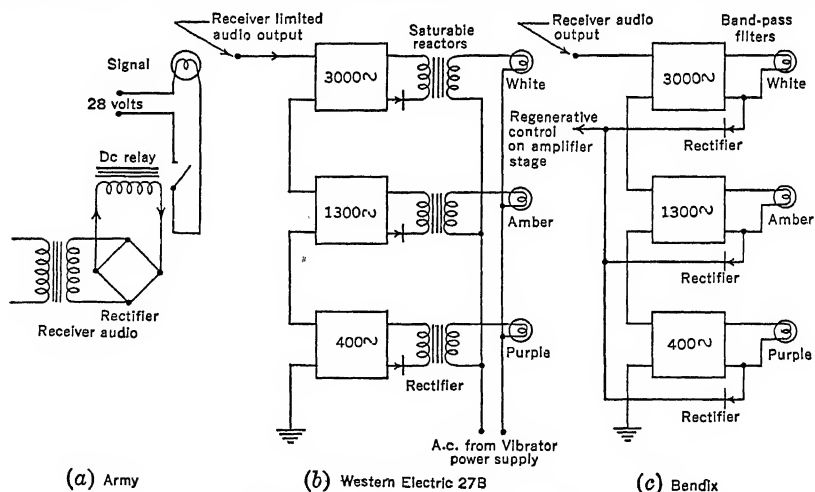 Signal
28 volts
Dc relay
Rectifier
Receiver audio
(a) Army
Receiver limited
audio output
Saturable
reactors
3000~
White
1300~
Amber
400~
Purple
Rectifier
A.c. from Vibrator
power supply
(b) Western Electric 27B
Receiver audio
output
Band-pass
filters
3000~
White
Regenerative
control
on amplifier
stage
Rectifier
1300~
Amber
Rectifier
400~
Purple
Rectifier
(c) Bendix